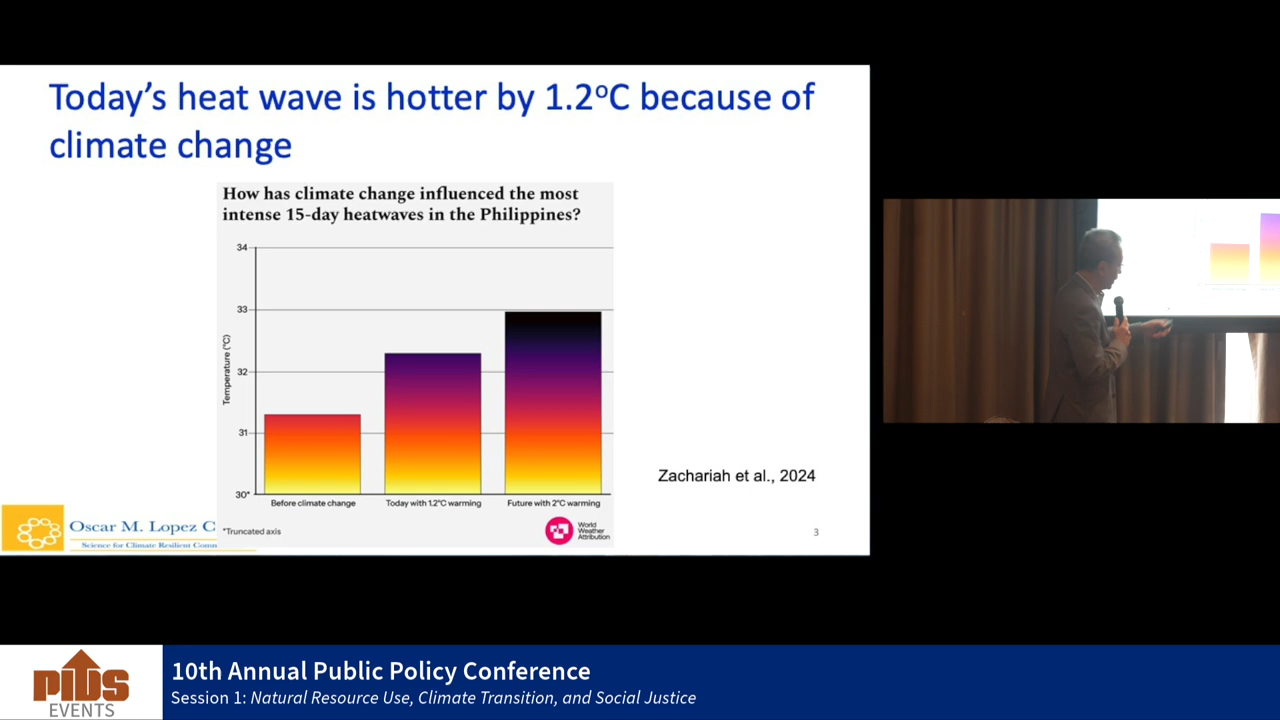 Today's heat wave is hotter by 1.2°C because of
climate change
How has climate change influenced the most
intense 15-day heatwaves in the Philippines?
Temperature (°C)
34
33
32
31
30*
Before climate change
Today with 1.2°C warming
Future with 2°C warming
*Truncated axis
World
Weather
Attribution
Zachariah et al., 2024
Oscar M. Lopez C
Science for Climate Resilient Comm
3
PIDS
EVENTS
10th Annual Public Policy Conference
Session 1: Natural Resource Use, Climate Transition, and Social Justice